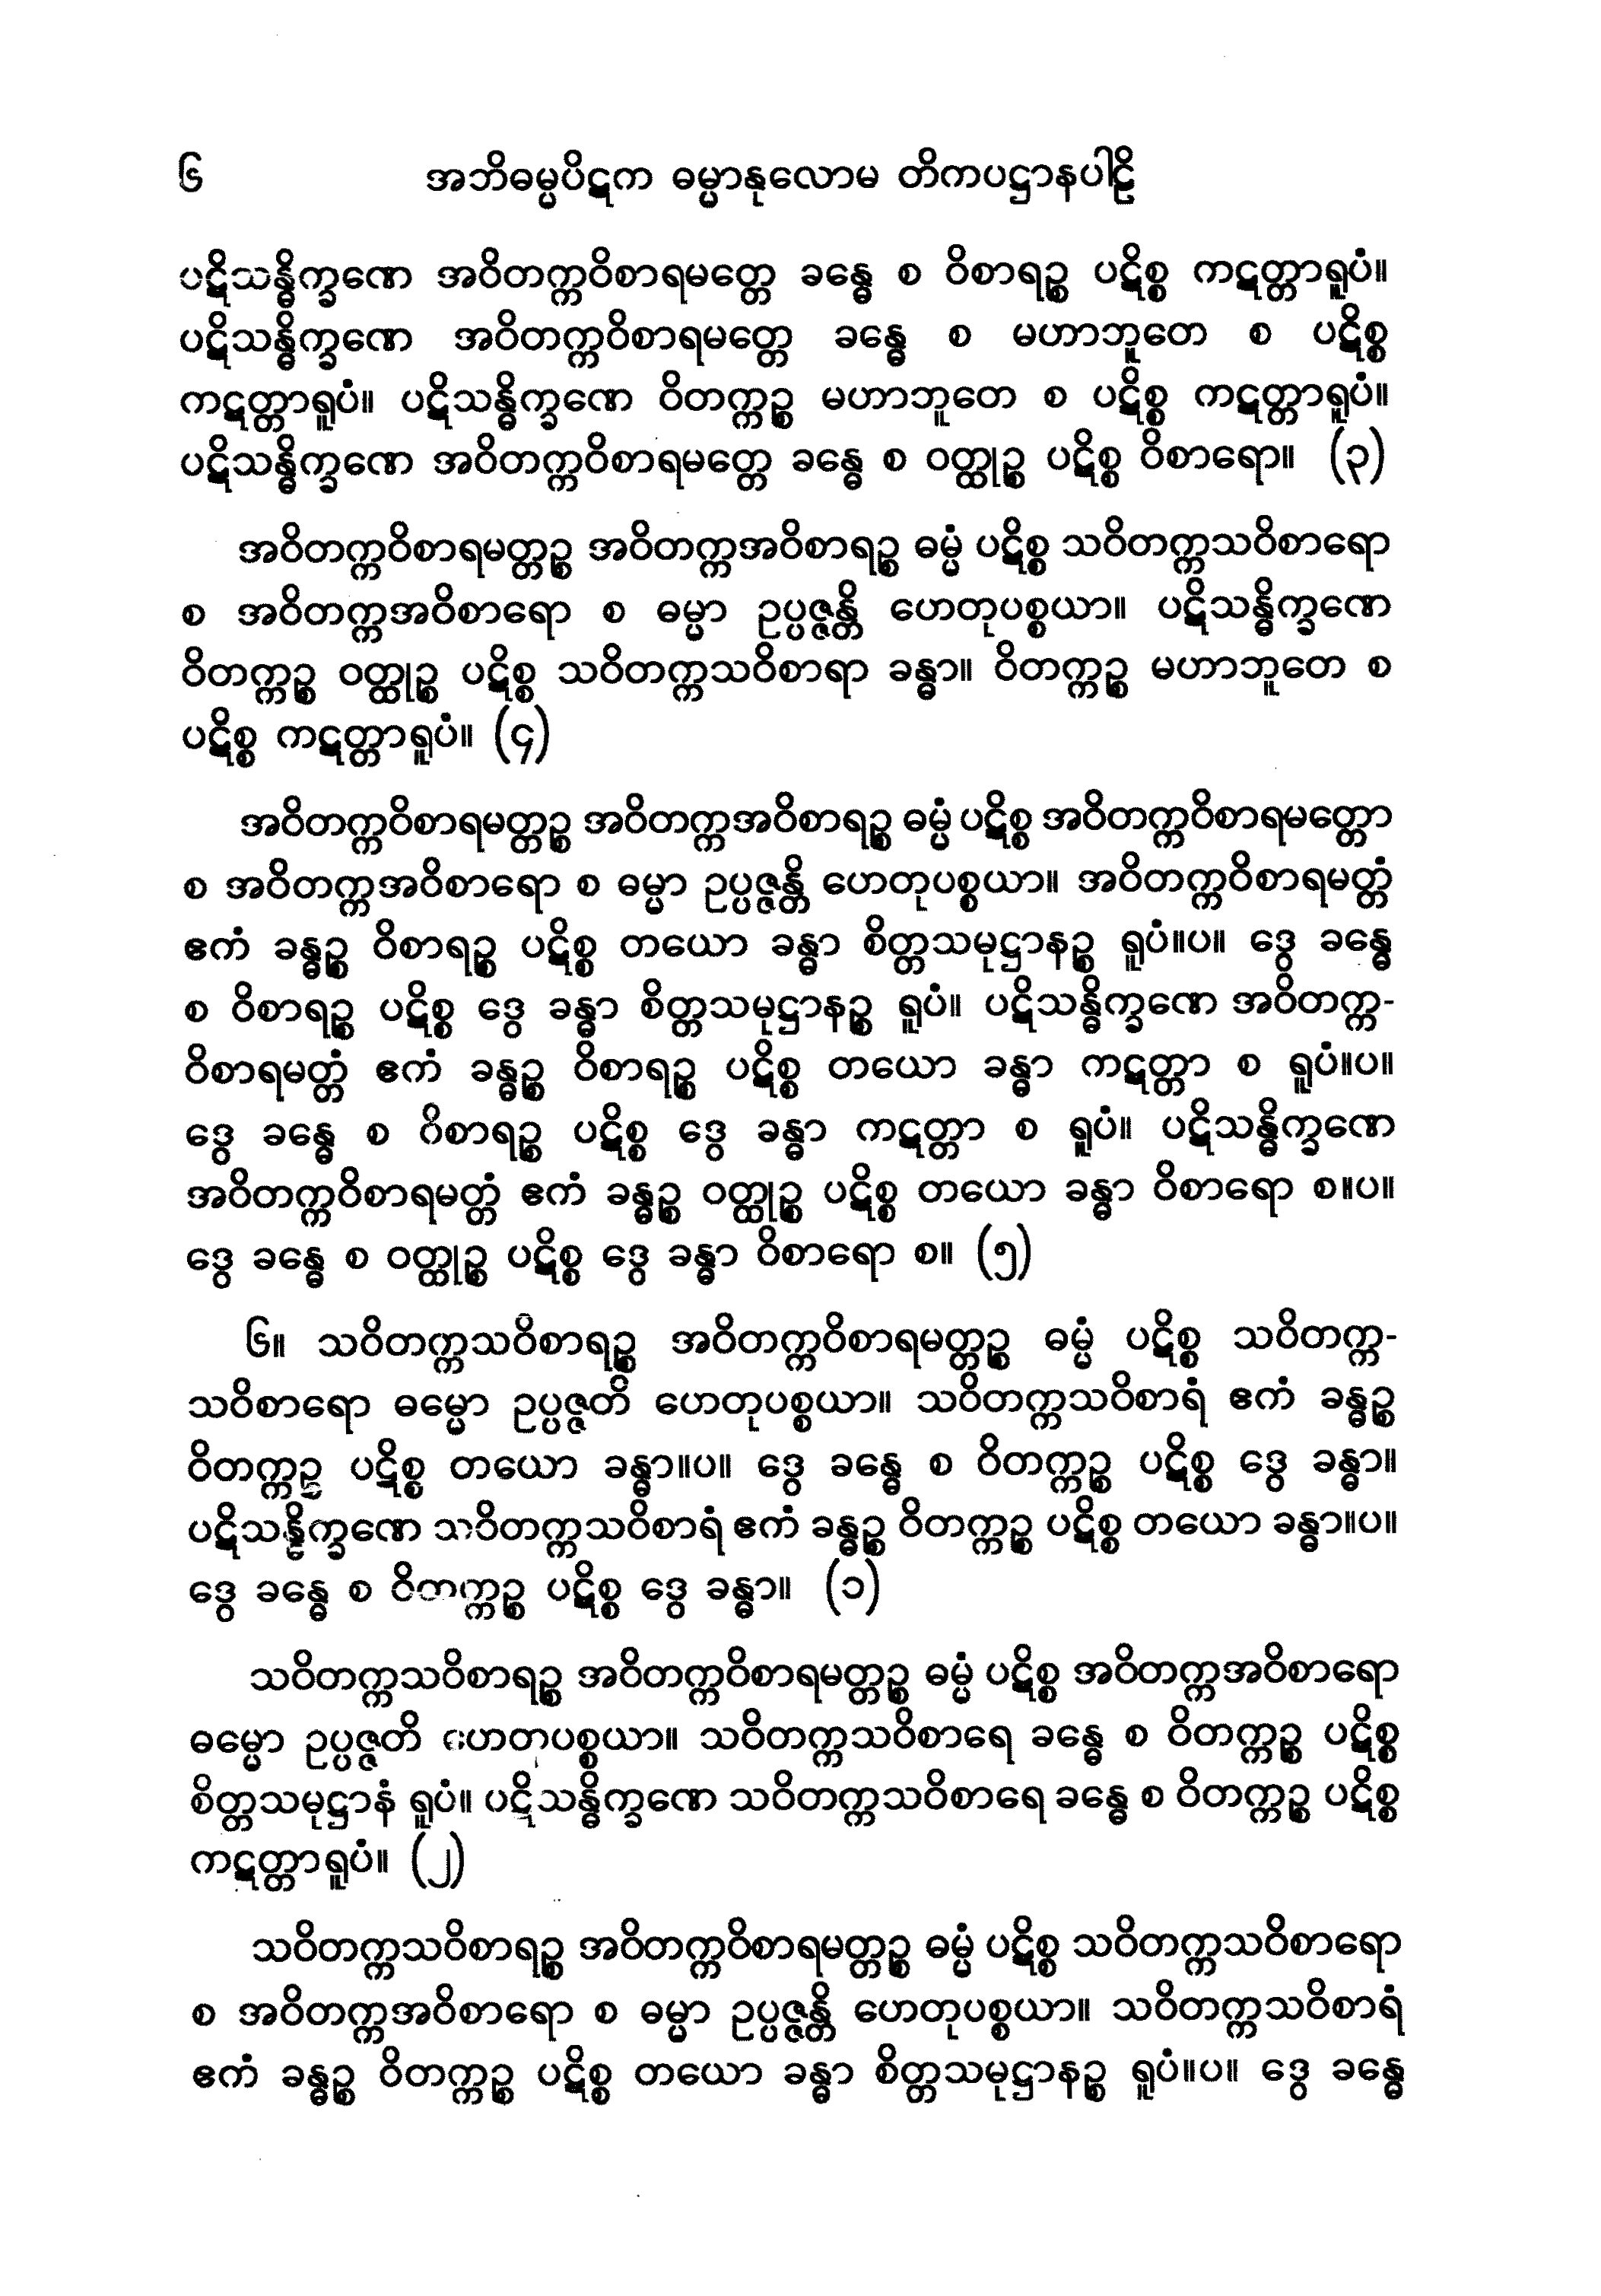 ၆ အဘိဓမ္မပိဋက ဓမ္မာနုလောမ တိကပဋ္ဌာနပါဠိ
ပဋိသန္ဓိက္ခဏေ အဝိတက္ကဝိစာရမတ္တေ ခန္ဓေ စ ဝိစာရဉ္စ ပဋိစ္စ ကဋတ္တာရူပံ။
ပဋိသန္ဓိက္ခဏေ အဝိတက္ကဝိစာရမတ္တေ ခန္ဓေ စ မဟာဘူတေ စ ပဋိစ္စ
ကဋတ္တာရူပံ။ ပဋိသန္ဓိက္ခဏေ ဝိတက္ကဉ္စ မဟာဘူတေ စ ပဋိစ္စ ကဋတ္တာရူပံ။
ပဋိသန္ဓိက္ခဏေ အဝိတက္ကဝိစာရမတ္တေ ခန္ဓေ စ ဝတ္ထုဉ္စ ပဋိစ္စ ဝိစာရော။ (၃)
အဝိတက္ကဝိစာရမတ္တဉ္စ အဝိတက္ကအဝိစာရဉ္စ ဓမ္မံ ပဋိစ္စ သဝိတက္ကသဝိစာရော
စ အဝိတက္ကအဝိစာရော စ ဓမ္မာ ဥပ္ပဇ္ဇန္တိ ဟေတုပစ္စယာ။ ပဋိသန္ဓိက္ခဏေ
ဝိတက္ကဉ္စ ဝတ္ထုဉ္စ ပဋိစ္စ သဝိတက္ကသဝိစာရာ ခန္ဓာ။ ဝိတက္ကဉ္စ မဟာဘူတေ စ
ပဋိစ္စ ကဋတ္တာရူပံ။ (၄)
အဝိတက္ကဝိစာရမတ္တဉ္စ အဝိတက္ကအဝိစာရဉ္စ ဓမ္မံ ပဋိစ္စ အဝိတက္ကဝိစာရမတ္တော
စ အဝိတက္ကအဝိစာရော စ ဓမ္မာ ဥပ္ပဇ္ဇန္တိ ဟေတုပစ္စယာ။ အဝိတက္ကဝိစာရမတ္တံ
ဧကံ ခန္ဓဉ္စ ဝိစာရဉ္စ ပဋိစ္စ တယော ခန္ဓာ စိတ္တသမုဋ္ဌာနဉ္စ ရူပံ။ပ။ ဒွေ ခန္ဓေ
စ ဝိစာရဉ္စ ပဋိစ္စ ဒွေ ခန္ဓာ စိတ္တသမုဋ္ဌာနဉ္စ ရူပံ။ ပဋိသန္ဓိက္ခဏေ အဝိတက္က-
ဝိစာရမတ္တံ ဧကံ ခန္ဓဉ္စ ဝိစာရဉ္စ ပဋိစ္စ တယော ခန္ဓာ ကဋတ္တာ စ ရူပံ။ပ။
ဒွေ ခန္ဓေ စ ဝိစာရဉ္စ ပဋိစ္စ ဒွေ ခန္ဓာ ကဋတ္တာ စ ရူပံ။ ပဋိသန္ဓိက္ခဏေ
အဝိတက္ကဝိစာရမတ္တံ ဧကံ ခန္ဓဉ္စ ဝတ္ထုဉ္စ ပဋိစ္စ တယော ခန္ဓာ ဝိစာရော စ။ပ။
ဒွေ ခန္ဓေ စ ဝတ္ထုဉ္စ ပဋိစ္စ ဒွေ ခန္ဓာ ဝိစာရော စ။ (၅)
၆။ သဝိတက္ကသဝိစာရဉ္စ အဝိတက္ကဝိစာရမတ္တဉ္စ ဓမ္မံ ပဋိစ္စ သဝိတက္က-
သဝိစာရော ဓမ္မော ဥပ္ပဇ္ဇတိ ဟေတုပစ္စယာ။ သဝိတက္ကသဝိစာရံ ဧကံ ခန္ဓဉ္စ
ဝိတက္ကဉ္စ ပဋိစ္စ တယော ခန္ဓာ။ပ။ ဒွေ ခန္ဓေ စ ဝိတက္ကဉ္စ ပဋိစ္စ ဒွေ ခန္ဓာ။
ပဋိသန္ဓိက္ခဏေ သဝိတက္ကသဝိစာရံ ဧကံ ခန္ဓဉ္စ ဝိတက္ကဉ္စ ပဋိစ္စ တယော ခန္ဓာ။ပ။
ဒွေ ခန္ဓေ စ ဝိတက္ကဉ္စ ပဋိစ္စ ဒွေ ခန္ဓာ။ (၁)
သဝိတက္ကသဝိစာရဉ္စ အဝိတက္ကဝိစာရမတ္တဉ္စ ဓမ္မံ ပဋိစ္စ အဝိတက္ကအဝိစာရော
ဓမ္မော ဥပ္ပဇ္ဇတိ ဟေတုပစ္စယာ။ သဝိတက္ကသဝိစာရေ ခန္ဓေ စ ဝိတက္ကဉ္စ ပဋိစ္စ
စိတ္တသမုဋ္ဌာနံ ရူပံ။ ပဋိသန္ဓိက္ခဏေ သဝိတက္ကသဝိစာရေ ခန္ဓေ စ ဝိတက္ကဉ္စ ပဋိစ္စ
ကဋတ္တာရူပံ။ (၂)
သဝိတက္ကသဝိစာရဉ္စ အဝိတက္ကဝိစာရမတ္တဉ္စ ဓမ္မံ ပဋိစ္စ သဝိတက္ကသဝိစာရော
စ အဝိတက္ကအဝိစာရော စ ဓမ္မာ ဥပ္ပဇ္ဇန္တိ ဟေတုပစ္စယာ။ သဝိတက္ကသဝိစာရံ
ဧကံ ခန္ဓဉ္စ ဝိတက္ကဉ္စ ပဋိစ္စ တယော ခန္ဓာ စိတ္တသမုဋ္ဌာနဉ္စ ရူပံ။ပ။ ဒွေ ခန္ဓေ